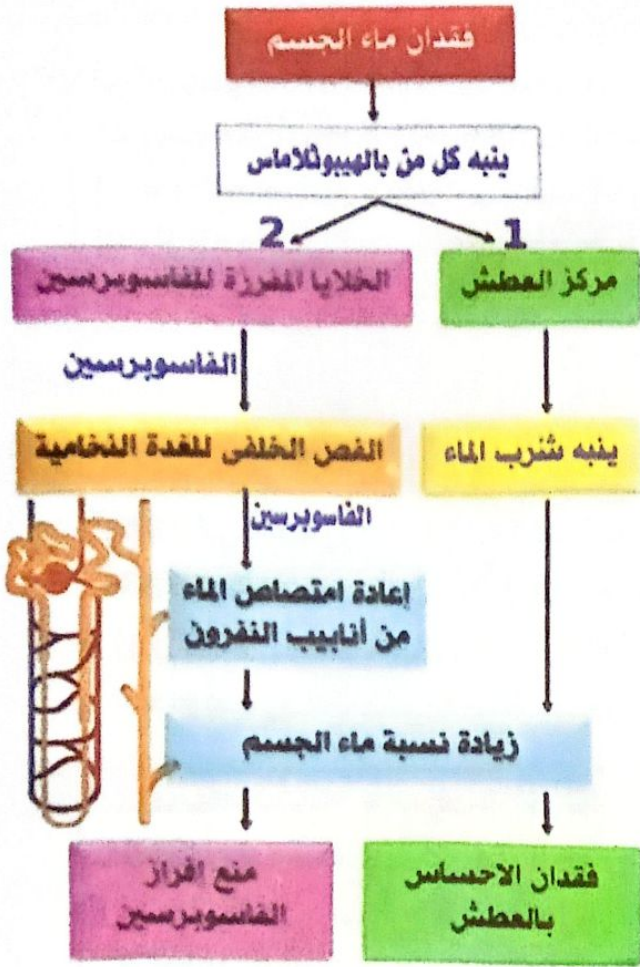 فقدان ماء الجسم
ينبه كل من بالهيبوثلاماس
1
2
مركز العطش
الخلايا المفرزة للفاسوبرسين
الفاسوبرسين
ينبه شرب الماء
الفص الخلفى للغدة النخامية
الفاسوبرسين
إعادة امتصاص الماء
من أنابيب النفرون
زيادة نسبة ماء الجسم
فقدان الاحساس
بالعطش
منع إفراز
الفاسوبرسين